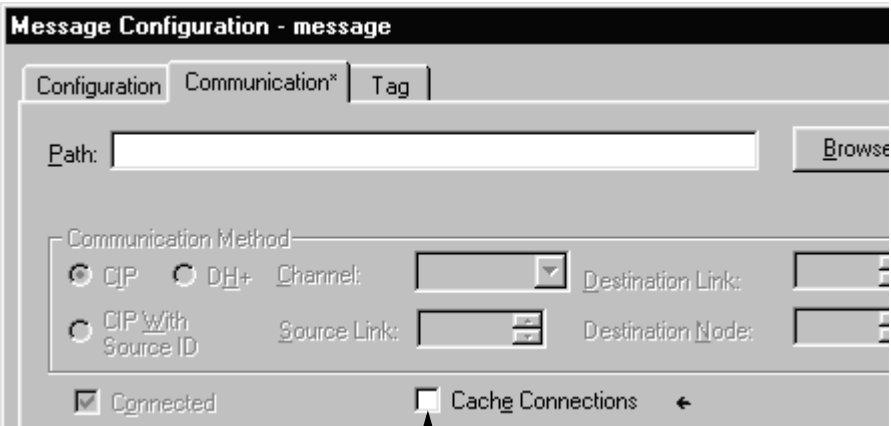 Message Configuration - message
Configuration Communication* Tag
Path: Browse
Communication Method
CIP DH+ Channel: Destination Link:
CIP With Source Link: Destination Node:
Source ID
Connected Cache Connections ←